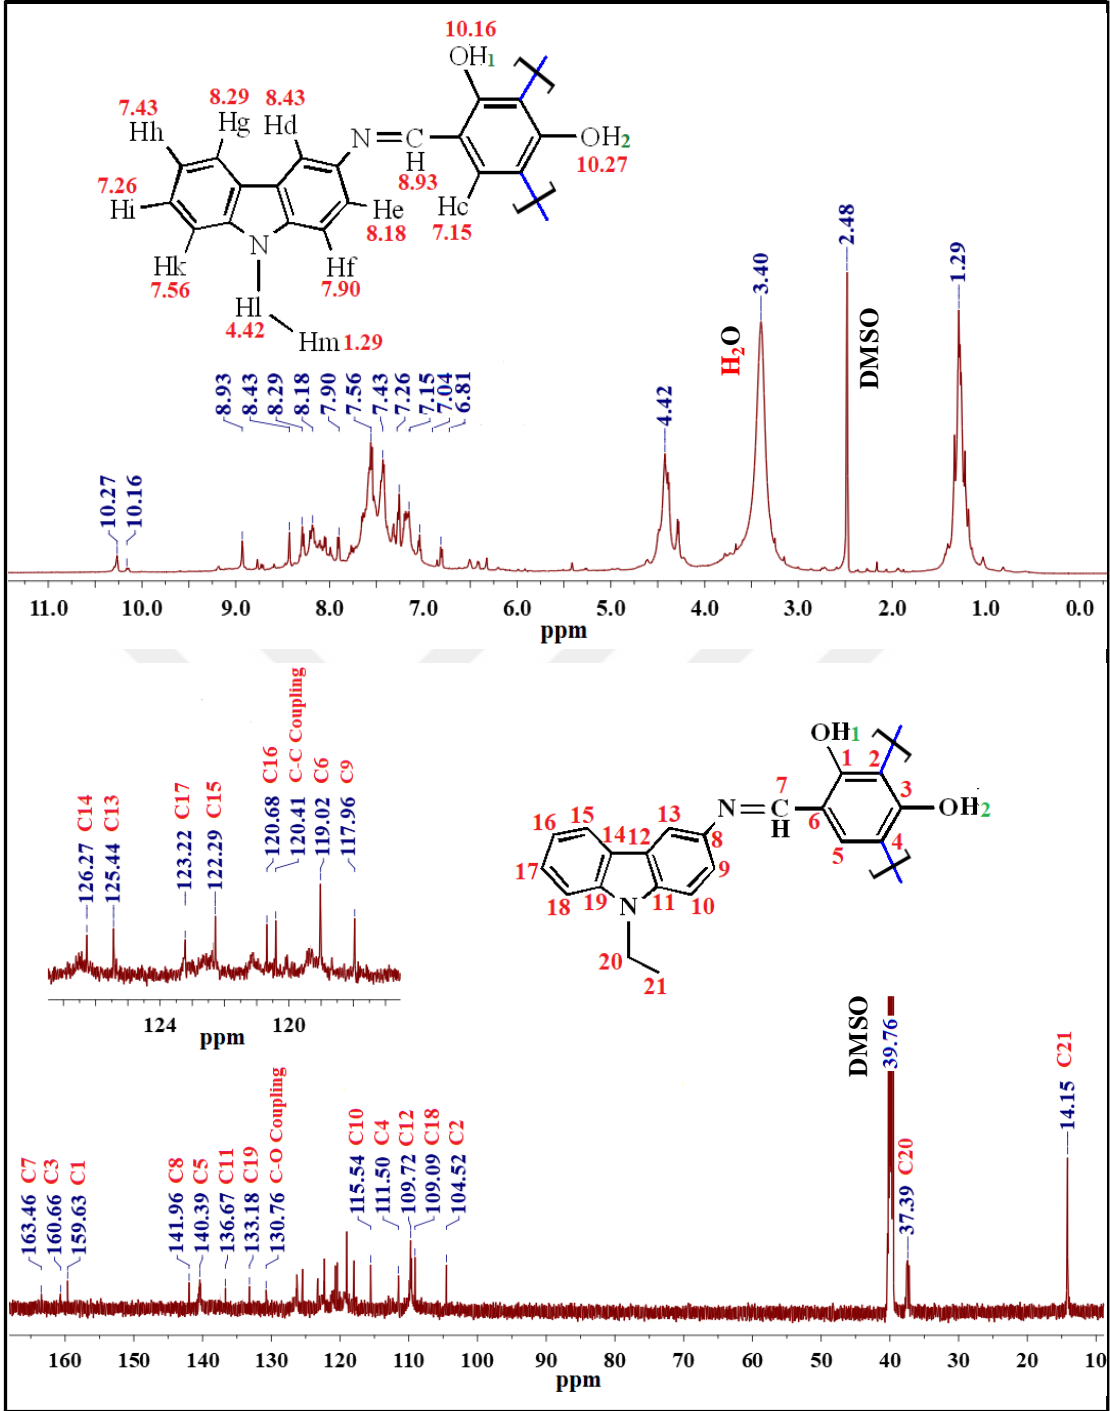 10.16
OH1
8.29 8.43
7.43 Hg Hd
Hh N C OH2
H 10.27
7.26 8.93
Hi He Hc
8.18 7.15
N
Hk Hf
7.56 7.90
Hl
4.42 Hm 1.29
8.93
8.43
8.29
8.18
7.90
7.56
7.43
7.26
7.15
7.04
6.81
10.27
10.16
4.42
H2O
3.40
2.48
DMSO
1.29
11.0 10.0 9.0 8.0 7.0 6.0 5.0 4.0 3.0 2.0 1.0 0.0
ppm
126.27 C14
125.44 C13
123.22 C17
122.29 C15
120.68 C16
120.41 C-C Coupling
119.02 C6
117.96 C9
124 120
ppm
OH1
1 2
7 3
N C OH2
H 6
16 15 13 5 4
14 12 8
17 9
18 19 N 11 10
20
21
163.46 C7
160.66 C3
159.63 C1
141.96 C8
140.39 C5
136.67 C11
133.18 C19
130.76 C-O Coupling
115.54 C10
111.50 C4
109.72 C12
109.09 C18
104.52 C2
DMSO
39.76
37.39 C20
14.15 C21
160 150 140 130 120 110 100 90 80 70 60 50 40 30 20 10
ppm